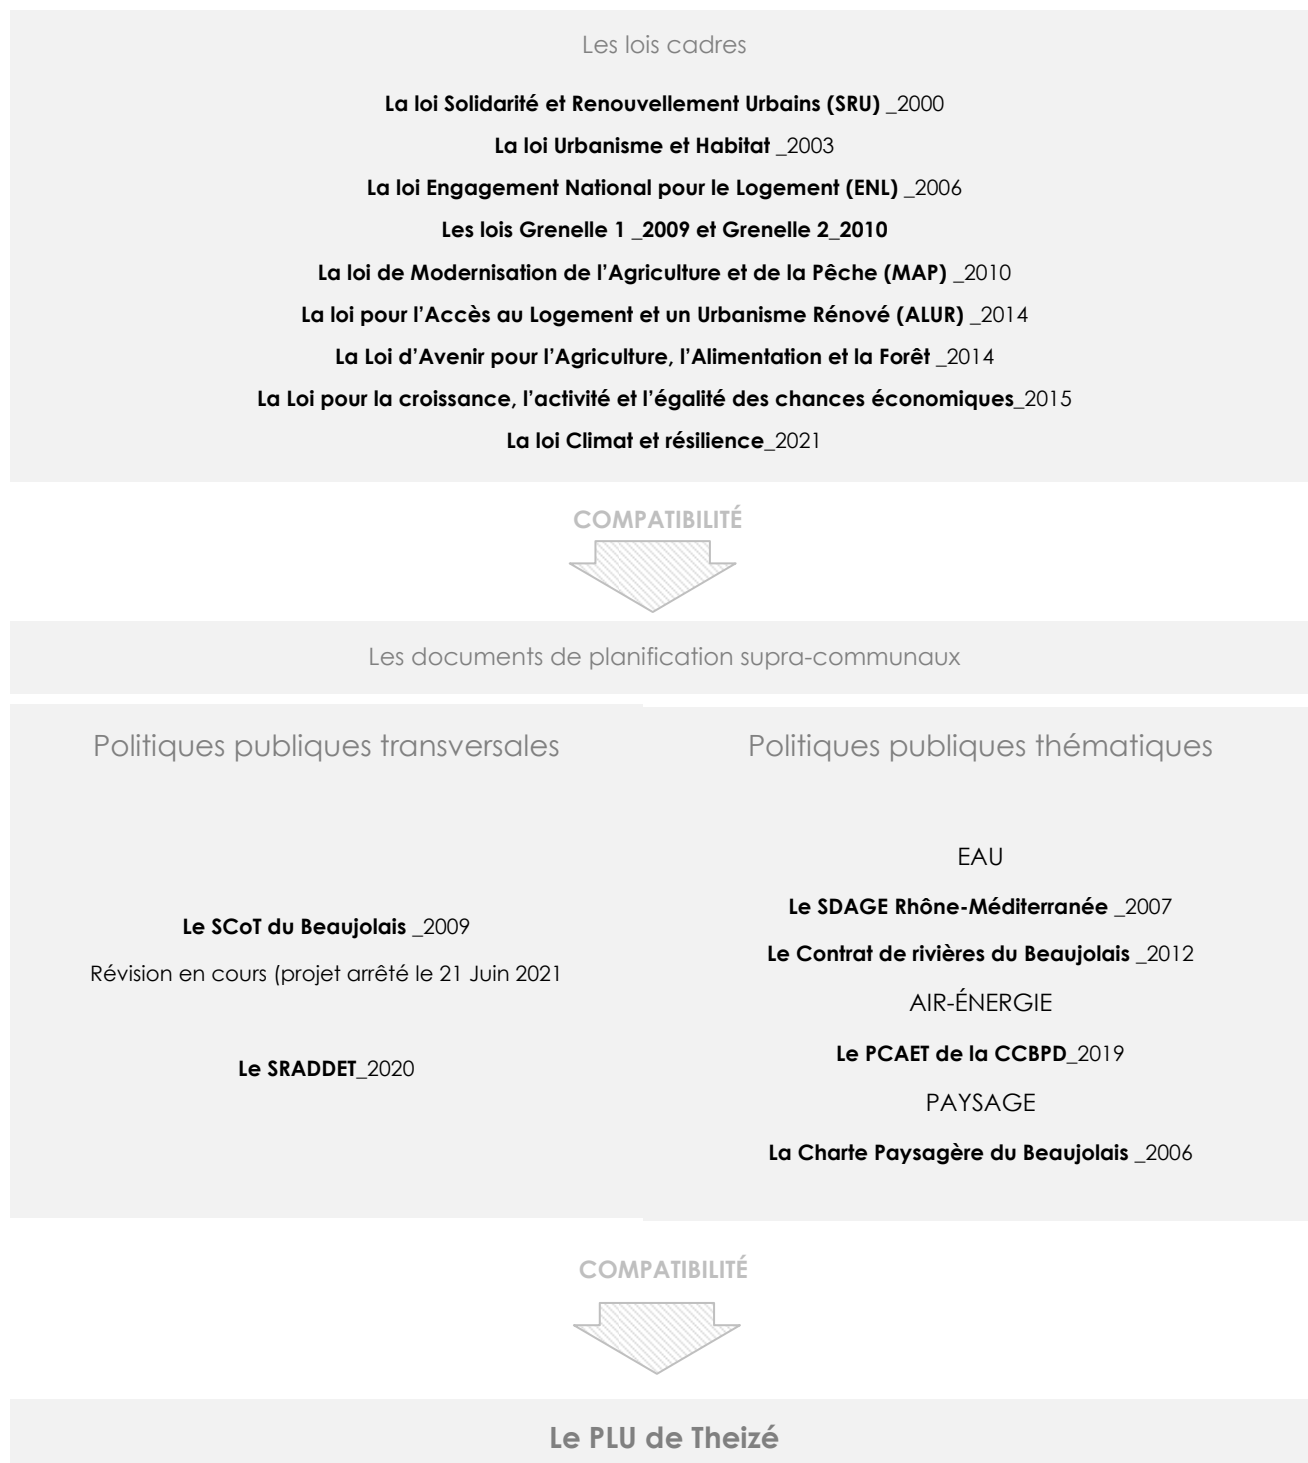 Les lois cadres
La loi Solidarité et Renouvellement Urbains (SRU) _2000
La loi Urbanisme et Habitat _2003
La loi Engagement National pour le Logement (ENL) _2006
Les lois Grenelle 1 _2009 et Grenelle 2_2010
La loi de Modernisation de l’Agriculture et de la Pêche (MAP) _2010
La loi pour l’Accès au Logement et un Urbanisme Rénové (ALUR) _2014
La Loi d’Avenir pour l’Agriculture, l’Alimentation et la Forêt _2014
La Loi pour la croissance, l’activité et l’égalité des chances économiques_2015
La loi Climat et résilience_2021
COMPATIBILITÉ
Les documents de planification supra-communaux
Politiques publiques transversales
Le SCoT du Beaujolais _2009
Révision en cours (projet arrêté le 21 Juin 2021
Le SRADDET_2020
Politiques publiques thématiques
EAU
Le SDAGE Rhône-Méditerranée _2007
Le Contrat de rivières du Beaujolais _2012
AIR-ÉNERGIE
Le PCAET de la CCBPD_2019
PAYSAGE
La Charte Paysagère du Beaujolais _2006
COMPATIBILITÉ
Le PLU de Theizé